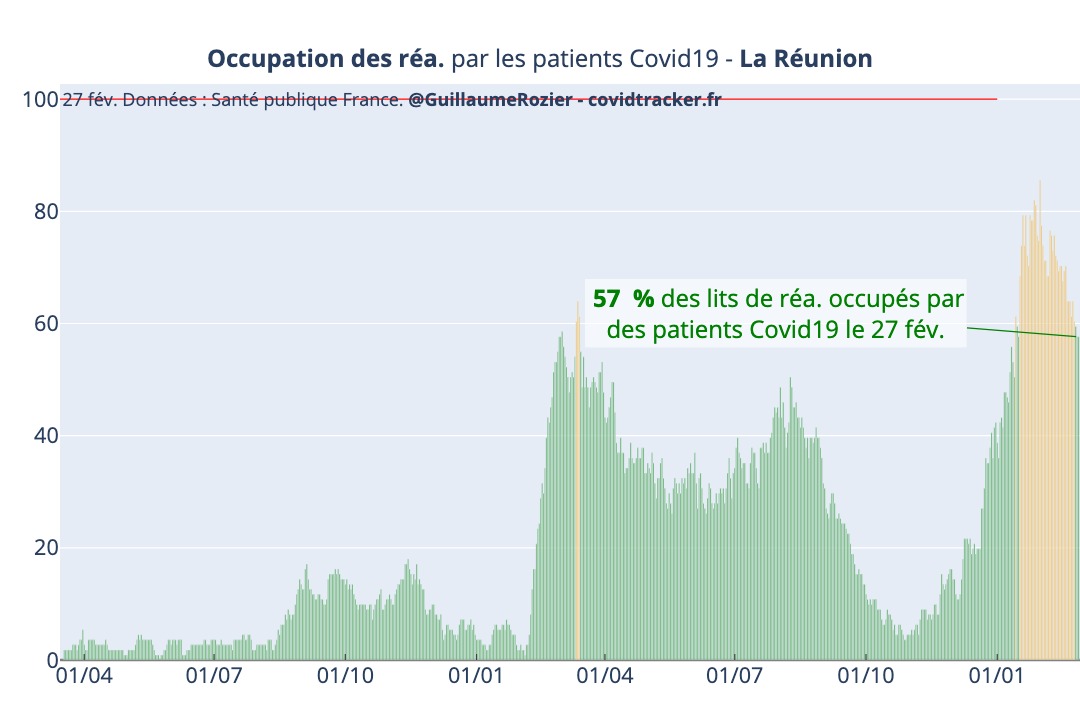 Occupation des réa. par les patients Covid19 - La Réunion
27 fév. Données : Santé publique France. @GuillaumeRozier - covidtracker.fr
100
80
60
40
20
0
57 % des lits de réa. occupés par
des patients Covid19 le 27 fév.
01/04 01/07 01/10 01/01 01/04 01/07 01/10 01/01